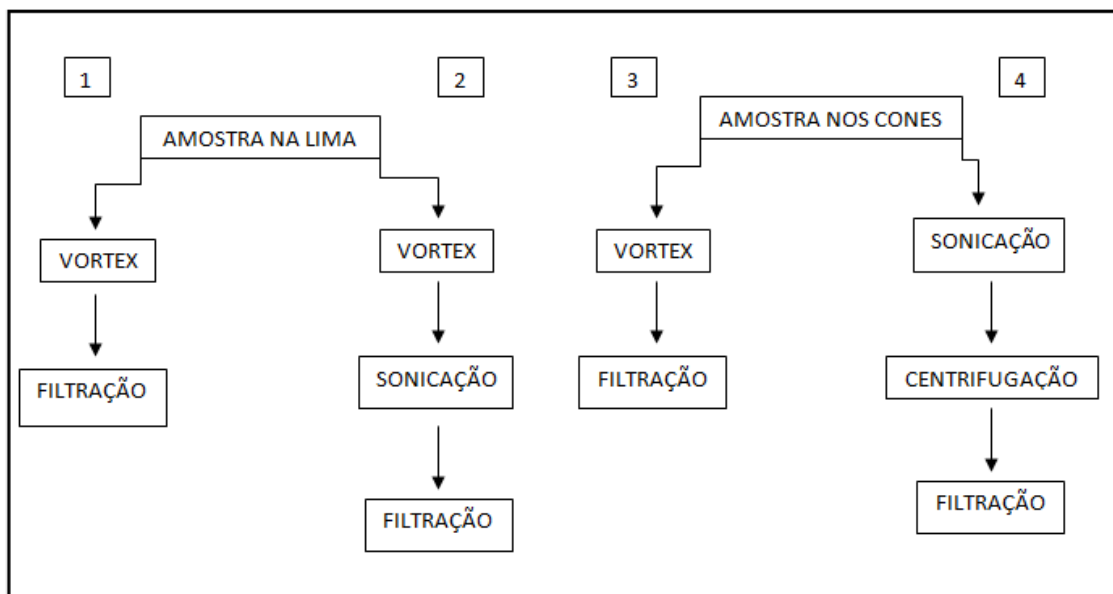 1
2
3
4
AMOSTRA NA LIMA
AMOSTRA NOS CONES
VORTEX
VORTEX
VORTEX
SONICAÇÃO
FILTRAÇÃO
SONICAÇÃO
FILTRAÇÃO
CENTRIFUGAÇÃO
FILTRAÇÃO
FILTRAÇÃO